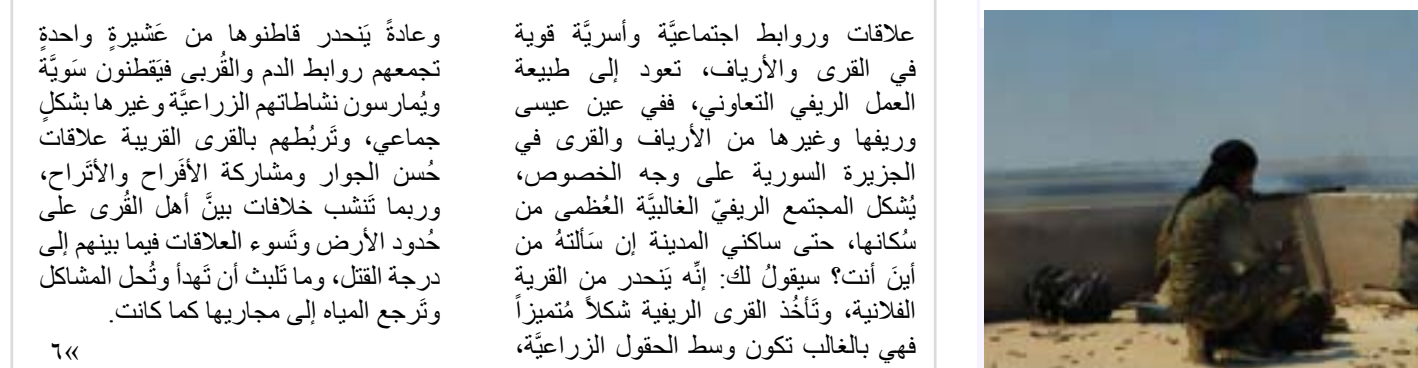 علاقات وروابط اجتماعيَّة وأسريَّة قوية
في القرى والأرياف، تعود إلى طبيعة
العمل الريفي التعاوني، ففي عين عيسى
وريفها وغيرها من الأرياف والقرى في
الجزيرة السورية على وجه الخصوص،
يُشكل المجتمع الريفيّ الغالبيَّة العُظمى من
سُكانها، حتى ساكني المدينة إن سَألتهُ من
أينَ أنت؟ سيقولُ لك: إنِّه يَنحدر من القرية
الفلانية، وتَأخُذ القرى الريفية شكلاً مُتميزاً
فهي بالغالب تكون وسط الحقول الزراعيَّة،
وعادةً يَنحدر قاطنوها من عَشيرةٍ واحدةٍ
تجمعهم روابط الدم والقُربى فيَقطنون سَويَّة
ويُمارسون نشاطاتهم الزراعيَّة وغيرها بشكلٍ
جماعي، وتَربُطهم بالقرى القريبة علاقات
حُسن الجوار ومشاركة الأفَراح والأتَراح،
وربما تَنشب خلافات بينَّ أهل القُرى على
حُدود الأرض وتَسوء العلاقات فيما بينهم إلى
درجة القتل، وما تَلبث أن تَهدأ وتُحل المشاكل
وتَرجع المياه إلى مجاريها كما كانت.
«٦